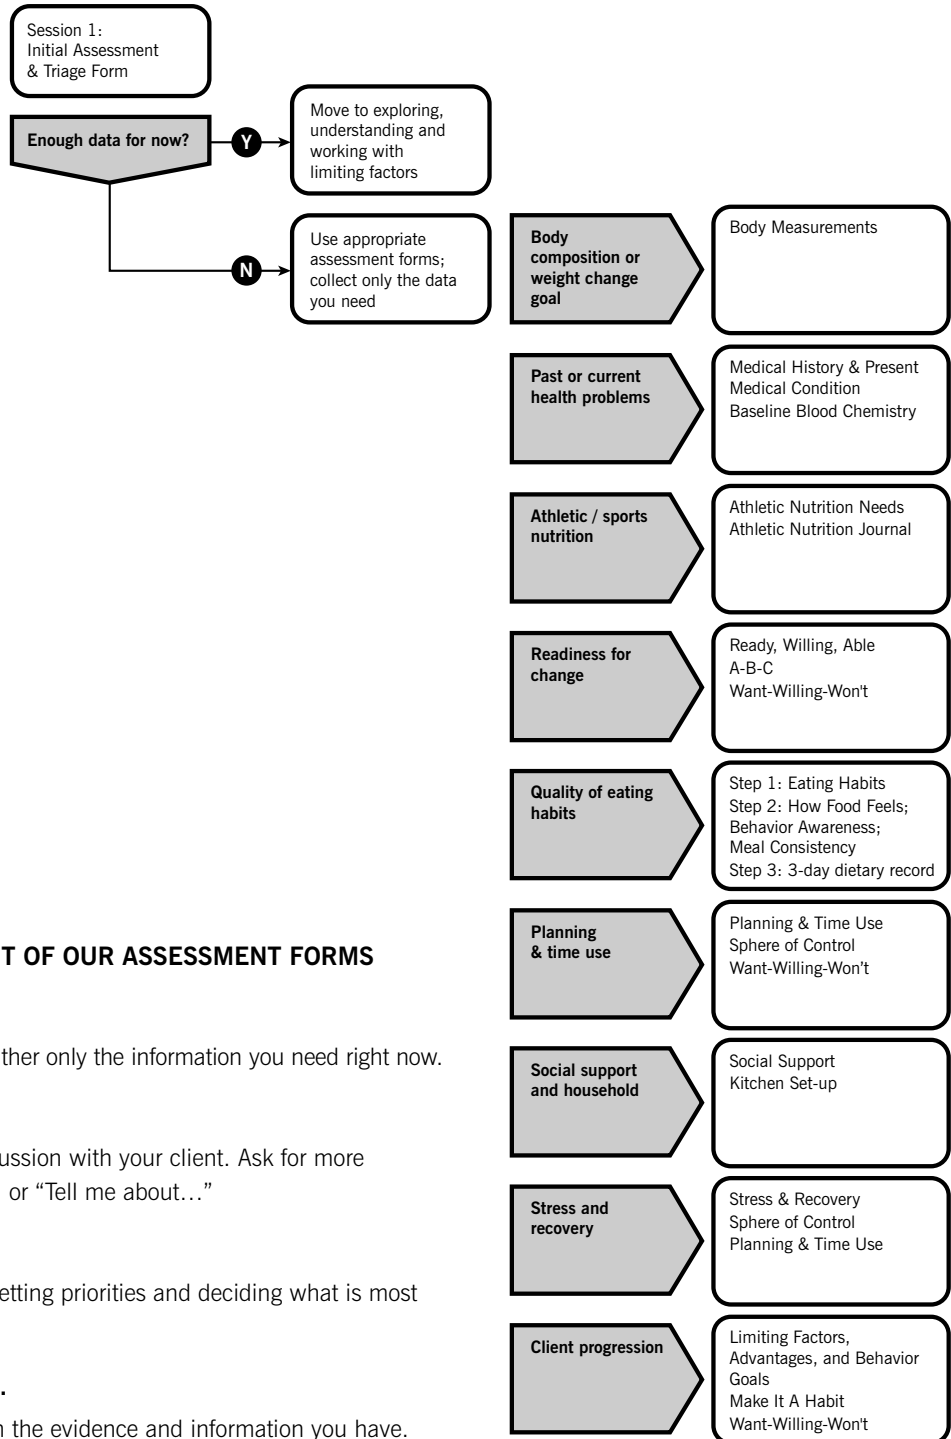 Session 1:
Initial Assessment
& Triage Form
Enough data for now?
Y
Move to exploring,
understanding and
working with
limiting factors
N
Use appropriate
assessment forms;
collect only the data
you need
Body
composition or
weight change
goal
Body Measurements
Past or current
health problems
Medical History & Present
Medical Condition
Baseline Blood Chemistry
Athletic / sports
nutrition
Athletic Nutrition Needs
Athletic Nutrition Journal
Readiness for
change
Ready, Willing, Able
A-B-C
Want-Willing-Won't
Quality of eating
habits
Step 1: Eating Habits
Step 2: How Food Feels;
Behavior Awareness;
Meal Consistency
Step 3: 3-day dietary record
Planning
& time use
Planning & Time Use
Sphere of Control
Want-Willing-Won’t
Social support
and household
Social Support
Kitchen Set-up
Stress and
recovery
Stress & Recovery
Sphere of Control
Planning & Time Use
Client progression
Limiting Factors,
Advantages, and Behavior
Goals
Make It A Habit
Want-Willing-Won't
T OF OUR ASSESSMENT FORMS
ther only the information you need right now.
ussion with your client. Ask for more
or “Tell me about…”
etting priorities and deciding what is most
.
the evidence and information you have.